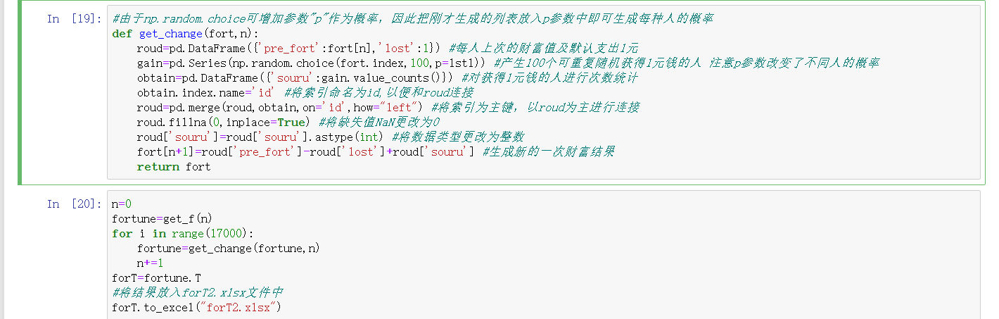 In [19]:
#由于np.random.choice可增加参数"p"作为概率，因此把刚才生成的列表放入p参数中即可生成每种人的概率
def get_change(fort,n):
    roud=pd.DataFrame({'pre_fort':fort[n],'lost':1}) #每人上次的财富值及默认支出1元
    gain=pd.Series(np.random.choice(fort.index,100,p=lst1)) #产生100个可重复随机获得1元钱的人 注意p参数改变了不同人的概率
    obtain=pd.DataFrame({'souru':gain.value_counts()}) #对获得1元钱的人进行次数统计
    obtain.index.name='id' #将索引命名为id,以便和roud连接
    roud=pd.merge(roud,obtain,on='id',how="left") #将索引为主键，以roud为主进行连接
    roud.fillna(0,inplace=True) #将缺失值NaN更改为0
    roud['souru']=roud['souru'].astype(int) #将数据类型更改为整数
    fort[n+1]=roud['pre_fort']-roud['lost']+roud['souru'] #生成新的一次财富结果
    return fort
In [20]:
n=0
fortune=get_f(n)
for i in range(17000):
    fortune=get_change(fortune,n)
    n+=1
forT=fortune.T
#将结果放入forT2.xlsx文件中
forT.to_excel("forT2.xlsx")